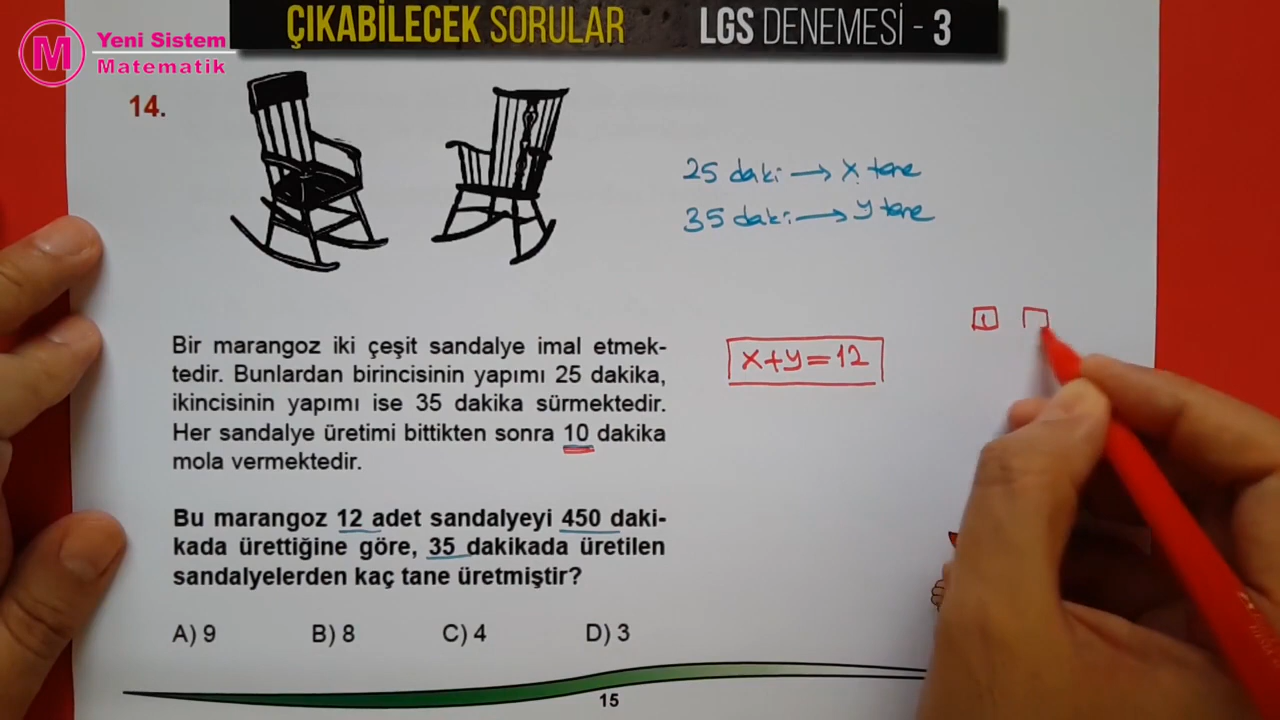 Yeni Sistem
Matematik
ÇIKABİLECEK SORULAR LGS DENEMESİ - 3
14.
25 daki → x tane
35 daki → y tane
x+y=12
Bir marangoz iki çeşit sandalye imal etmek-
tedir. Bunlardan birincisinin yapımı 25 dakika,
ikincisinin yapımı ise 35 dakika sürmektedir.
Her sandalye üretimi bittikten sonra 10 dakika
mola vermektedir.
Bu marangoz 12 adet sandalyeyi 450 daki-
kada ürettiğine göre, 35 dakikada üretilen
sandalyelerden kaç tane üretmiştir?
A) 9 B) 8 C) 4 D) 3
15